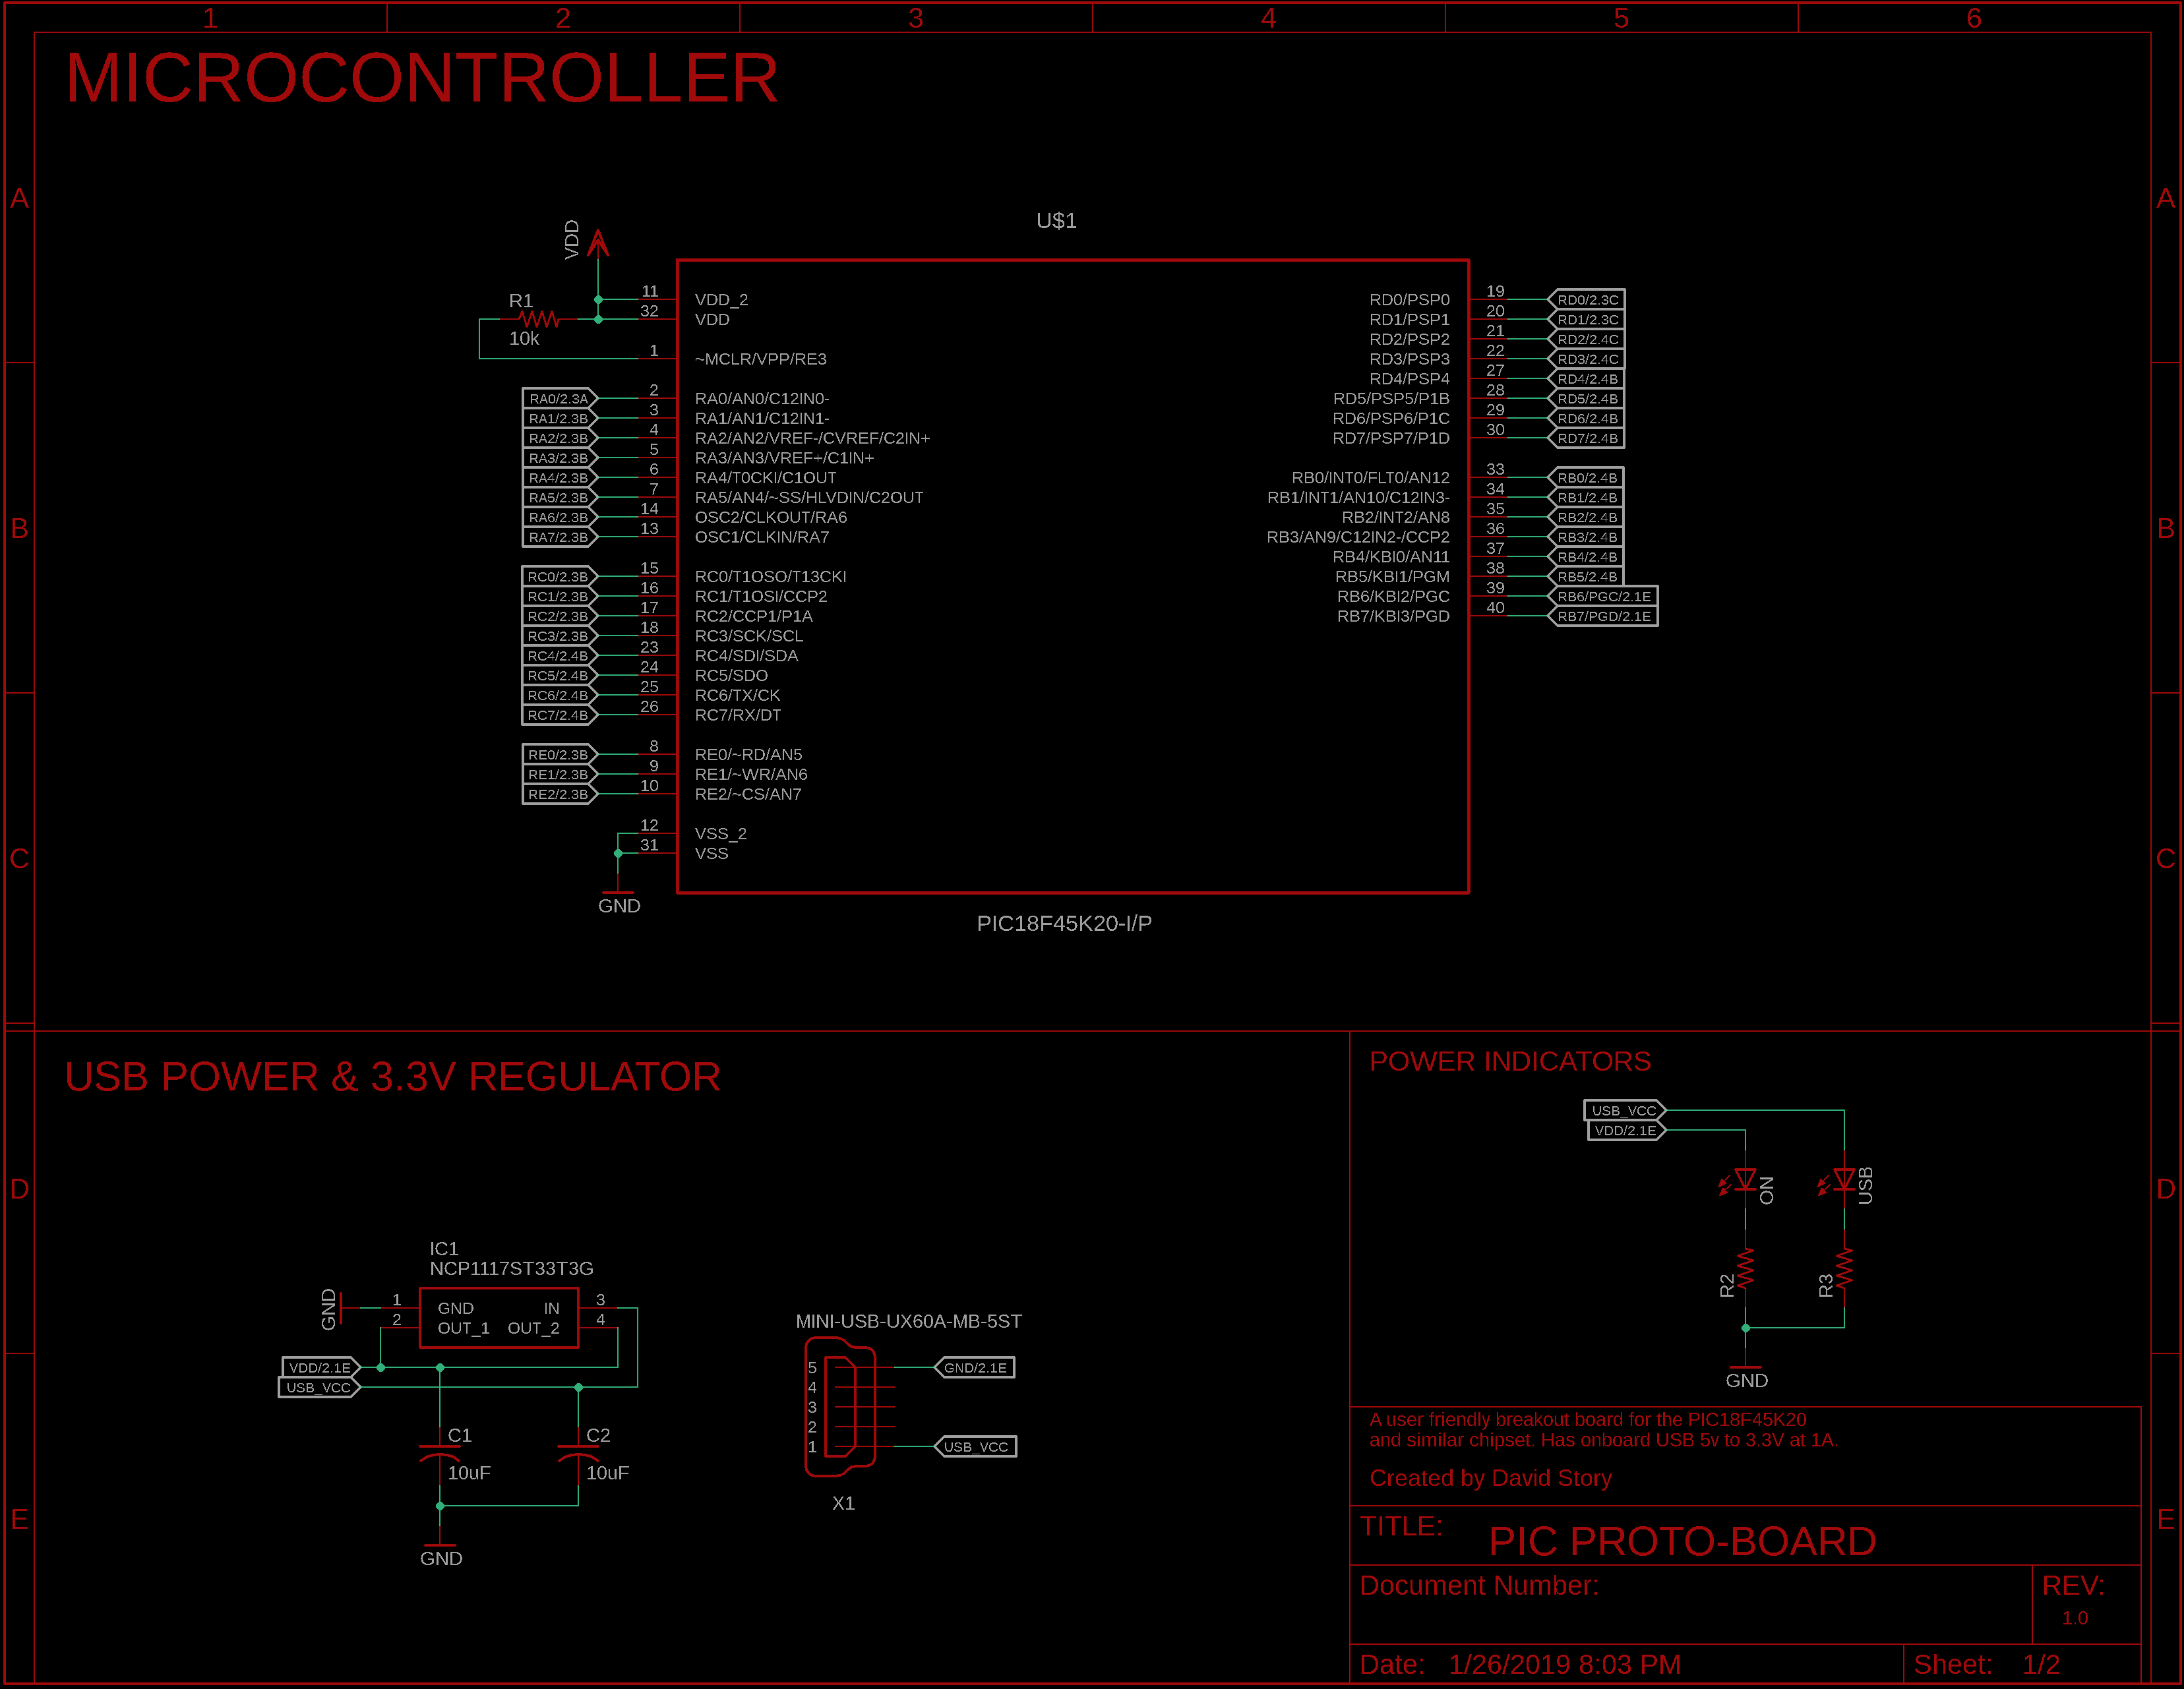 1 2 3 4 5 6
MICROCONTROLLER
A
B
C
D
E
A
B
C
D
E
U$1
VDD
R1
10k
11 VDD_2
32 VDD
1 ~MCLR/VPP/RE3
RA0/2.3A 2 RA0/AN0/C12IN0-
RA1/2.3B 3 RA1/AN1/C12IN1-
RA2/2.3B 4 RA2/AN2/VREF-/CVREF/C2IN+
RA3/2.3B 5 RA3/AN3/VREF+/C1IN+
RA4/2.3B 6 RA4/T0CKI/C1OUT
RA5/2.3B 7 RA5/AN4/~SS/HLVDIN/C2OUT
RA6/2.3B 14 OSC2/CLKOUT/RA6
RA7/2.3B 13 OSC1/CLKIN/RA7
RC0/2.3B 15 RC0/T1OSO/T13CKI
RC1/2.3B 16 RC1/T1OSI/CCP2
RC2/2.3B 17 RC2/CCP1/P1A
RC3/2.3B 18 RC3/SCK/SCL
RC4/2.4B 23 RC4/SDI/SDA
RC5/2.4B 24 RC5/SDO
RC6/2.4B 25 RC6/TX/CK
RC7/2.4B 26 RC7/RX/DT
RE0/2.3B 8 RE0/~RD/AN5
RE1/2.3B 9 RE1/~WR/AN6
RE2/2.3B 10 RE2/~CS/AN7
12 VSS_2
31 VSS
GND
RD0/PSP0 19 RD0/2.3C
RD1/PSP1 20 RD1/2.3C
RD2/PSP2 21 RD2/2.4C
RD3/PSP3 22 RD3/2.4C
RD4/PSP4 27 RD4/2.4B
RD5/PSP5/P1B 28 RD5/2.4B
RD6/PSP6/P1C 29 RD6/2.4B
RD7/PSP7/P1D 30 RD7/2.4B
RB0/INT0/FLT0/AN12 33 RB0/2.4B
RB1/INT1/AN10/C12IN3- 34 RB1/2.4B
RB2/INT2/AN8 35 RB2/2.4B
RB3/AN9/C12IN2-/CCP2 36 RB3/2.4B
RB4/KBI0/AN11 37 RB4/2.4B
RB5/KBI1/PGM 38 RB5/2.4B
RB6/KBI2/PGC 39 RB6/PGC/2.1E
RB7/KBI3/PGD 40 RB7/PGD/2.1E
PIC18F45K20-I/P
USB POWER & 3.3V REGULATOR
IC1
NCP1117ST33T3G
GND 1 GND IN 3
2 OUT_1 OUT_2 4
VDD/2.1E
USB_VCC
C1
10uF
C2
10uF
GND
MINI-USB-UX60A-MB-5ST
5 GND/2.1E
4
3
2
1 USB_VCC
X1
POWER INDICATORS
USB_VCC
VDD/2.1E
ON
USB
R2
R3
GND
A user friendly breakout board for the PIC18F45K20
and similar chipset. Has onboard USB 5v to 3.3V at 1A.
Created by David Story
TITLE: PIC PROTO-BOARD
Document Number:
REV:
1.0
Date: 1/26/2019 8:03 PM
Sheet: 1/2